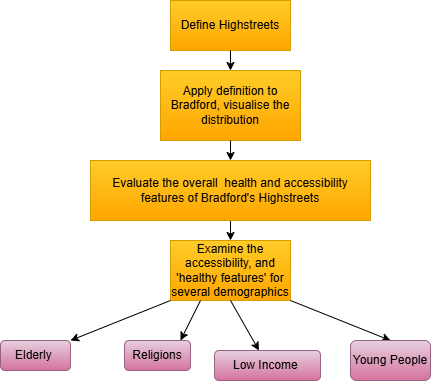 Define Highstreets
Apply definition to
Bradford, visualise the
distribution
Evaluate the overall health and accessibility
features of Bradford's Highstreets
Examine the
accessibility, and
'healthy features' for
several demographics
Elderly
Religions
Low Income
Young People